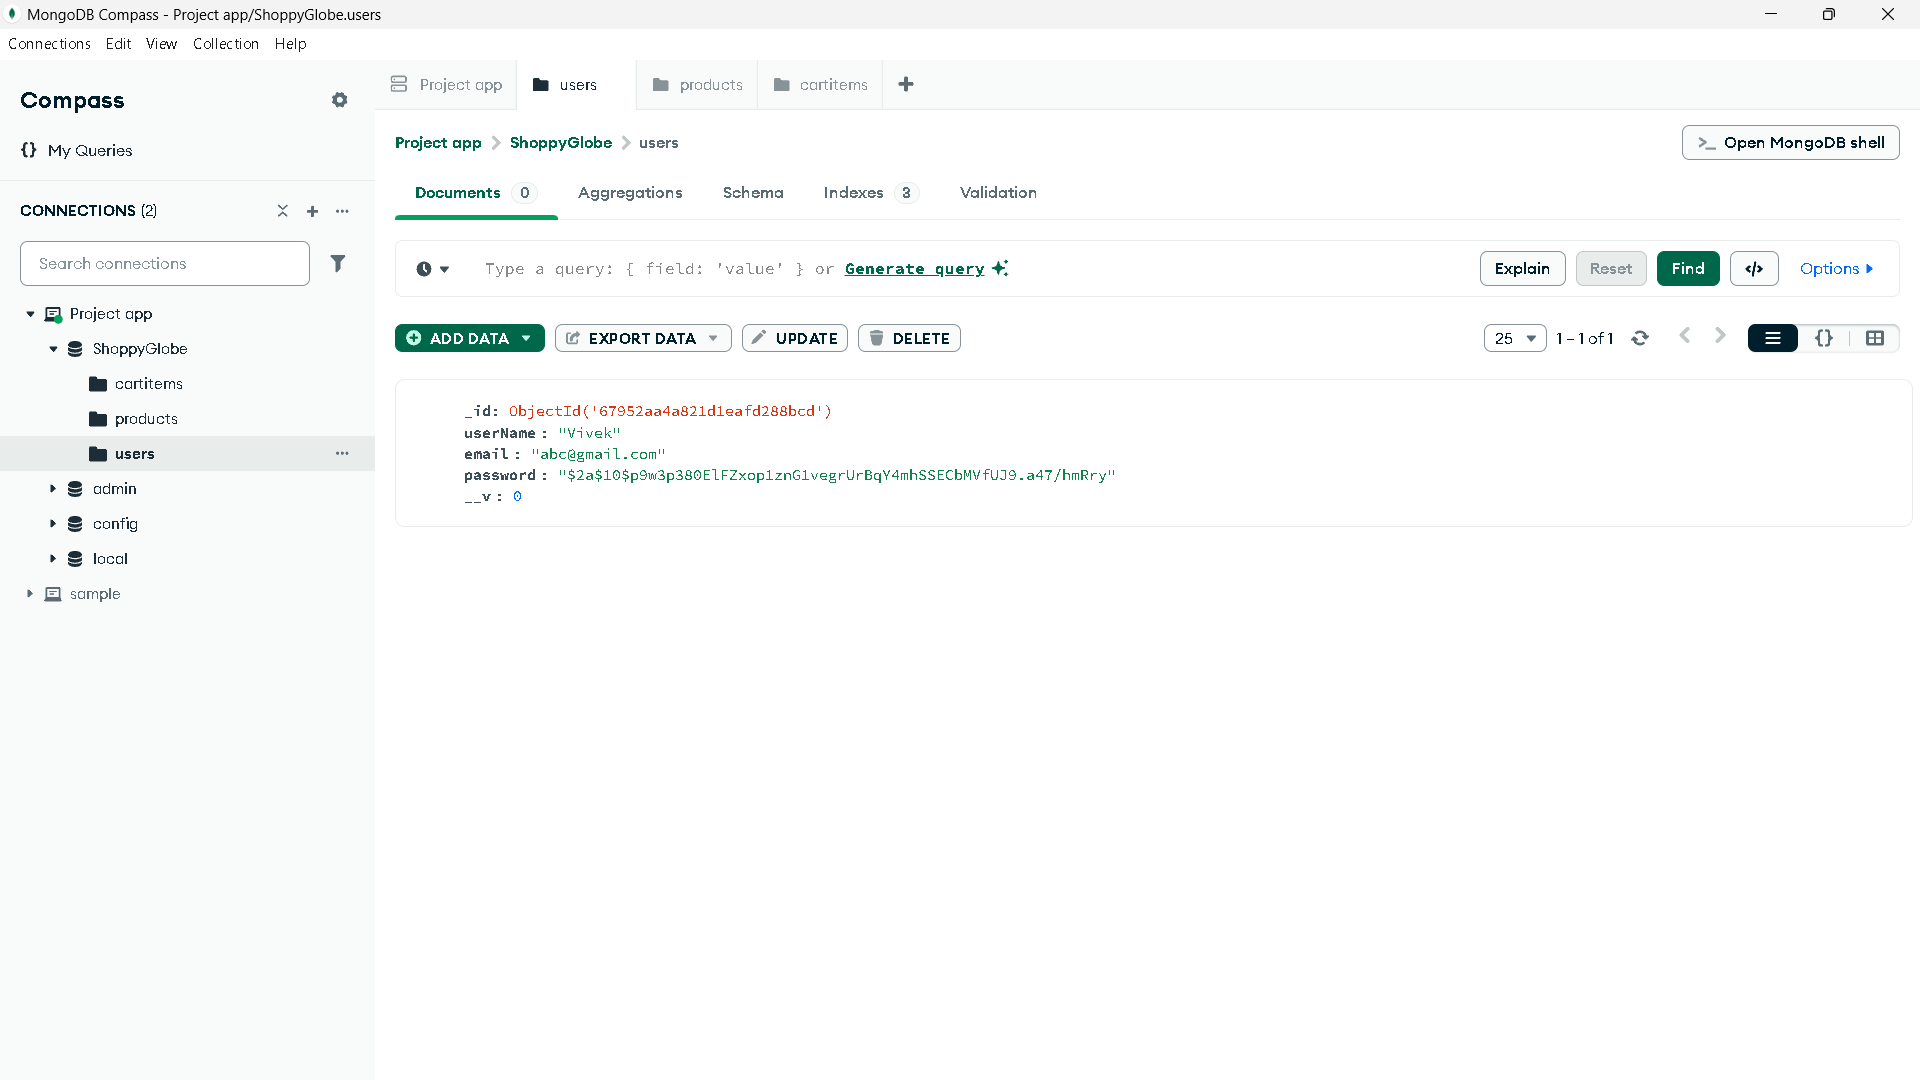 MongoDB Compass - Project app/ShoppyGlobe.users
Connections Edit View Collection Help
Compass
{} My Queries
CONNECTIONS (2)
Search connections
Project app
ShoppyGlobe
cartitems
products
users
admin
config
local
sample
Project app users products cartitems
Project app > ShoppyGlobe > users
>_ Open MongoDB shell
Documents 0 Aggregations Schema Indexes 3 Validation
Type a query: { field: 'value' } or Generate query
Explain Reset Find </> Options
ADD DATA EXPORT DATA UPDATE DELETE
25 1–1 of 1 {}
_id: ObjectId('67952aa4a821d1eafd288bcd')
userName : "Vivek"
email : "abc@gmail.com"
password : "$2a$10$p9w3p380ElFZxop1znG1vegrUrBqY4mhSSECbMVfUJ9.a47/hmRry"
__v : 0